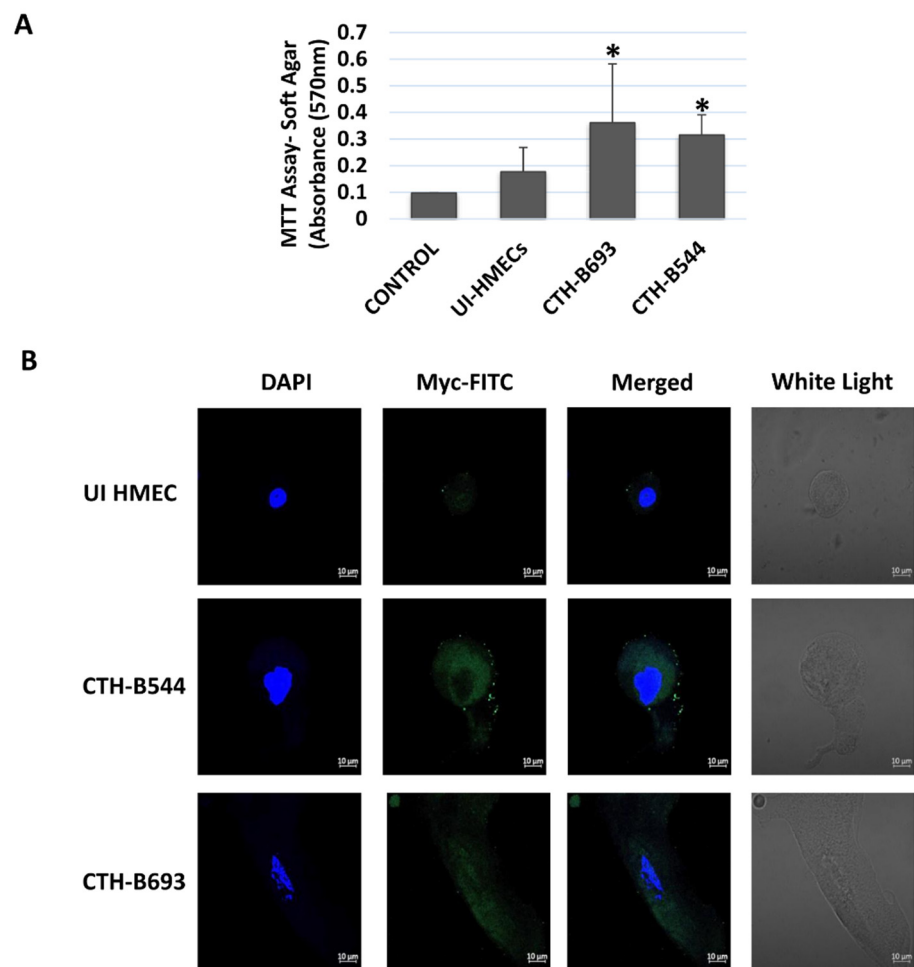 A
MTT Assay- Soft Agar
(Absorbance (570nm)
0.7
0.6
0.5
0.4
0.3
0.2
0.1
0
*
*
CONTROL
UI-HMECs
CTH-B693
CTH-B544
B
DAPI Myc-FITC Merged White Light
UI HMEC
10 µm 10 µm 10 µm 10 µm
CTH-B544
10 µm 10 µm 10 µm 10 µm
CTH-B693
10 µm 10 µm 10 µm 10 µm